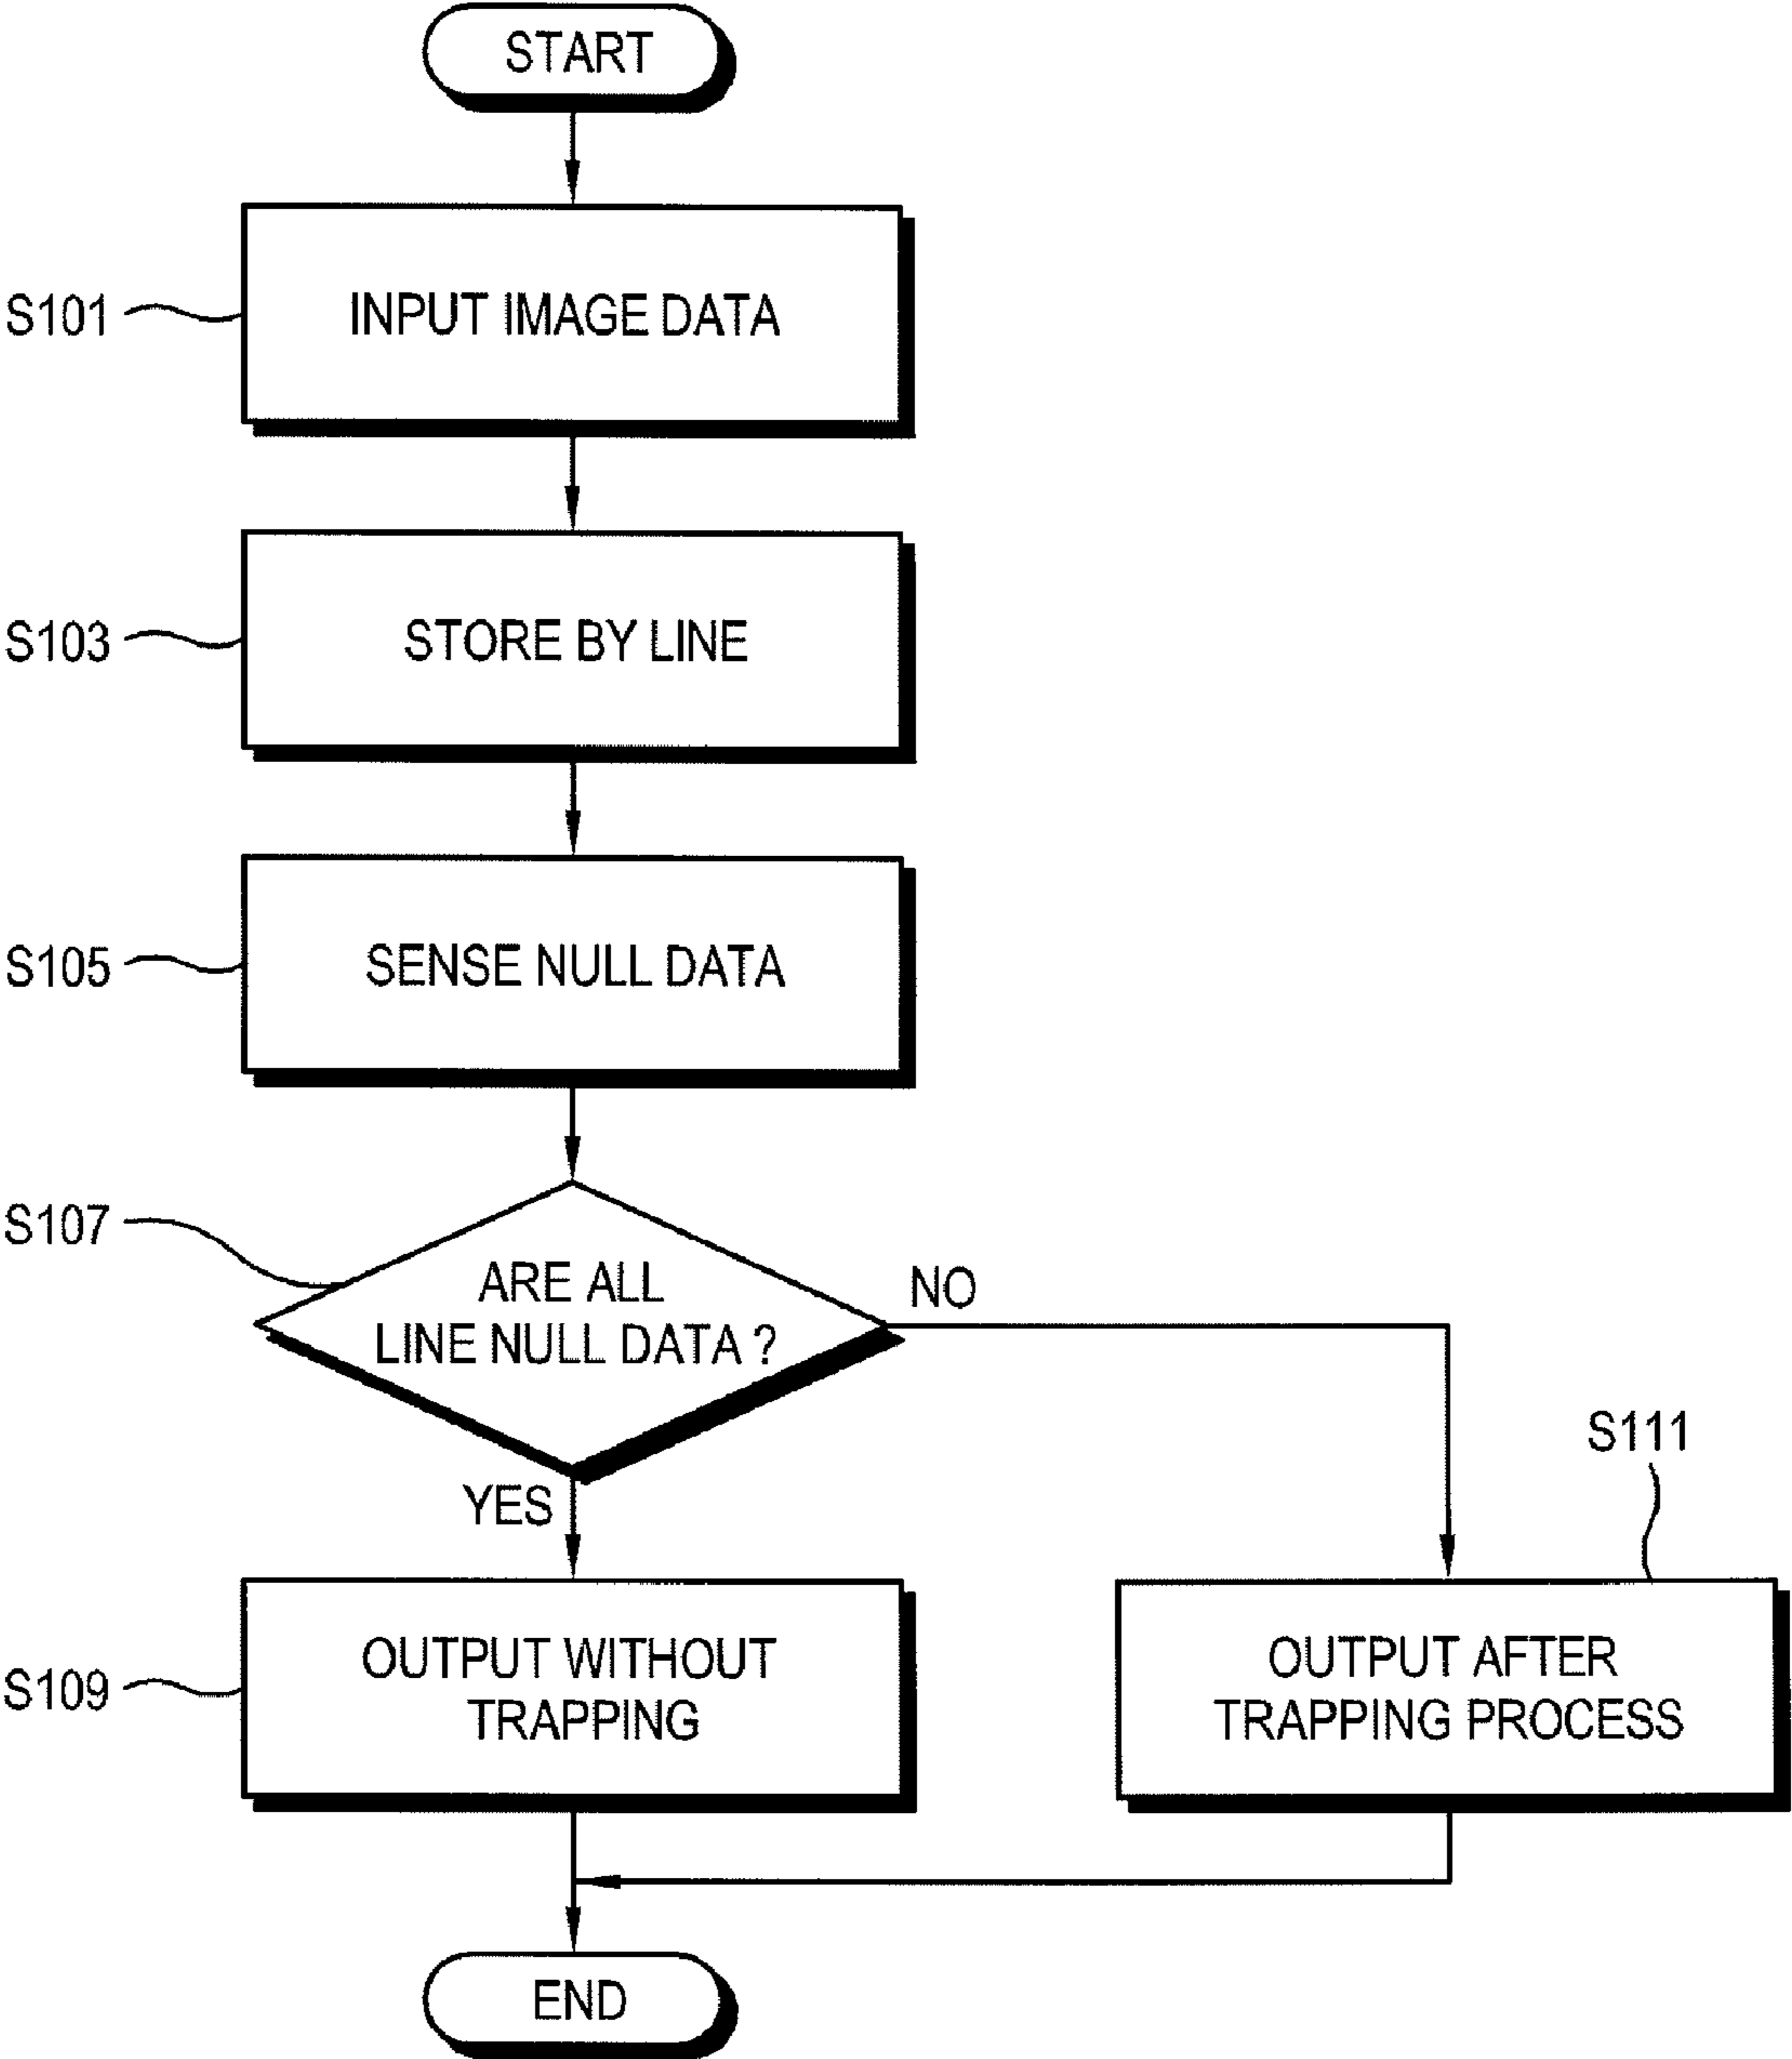 START
S101
INPUT IMAGE DATA
S103
STORE BY LINE
S105
SENSE NULL DATA
S107
ARE ALL
LINE NULL DATA ?
NO
YES
S111
S109
OUTPUT WITHOUT
TRAPPING
OUTPUT AFTER
TRAPPING PROCESS
END